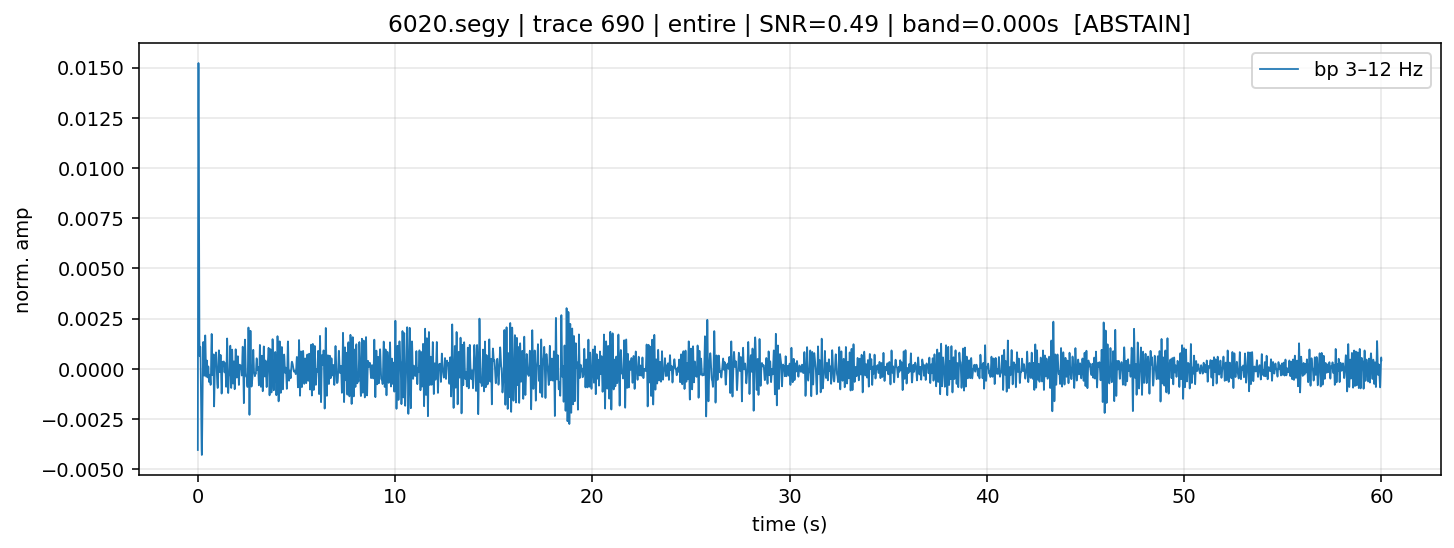 6020.segy | trace 690 | entire | SNR=0.49 | band=0.000s  [ABSTAIN]
bp 3–12 Hz
norm. amp
0.0150
0.0125
0.0100
0.0075
0.0050
0.0025
0.0000
−0.0025
−0.0050
0 10 20 30 40 50 60
time (s)